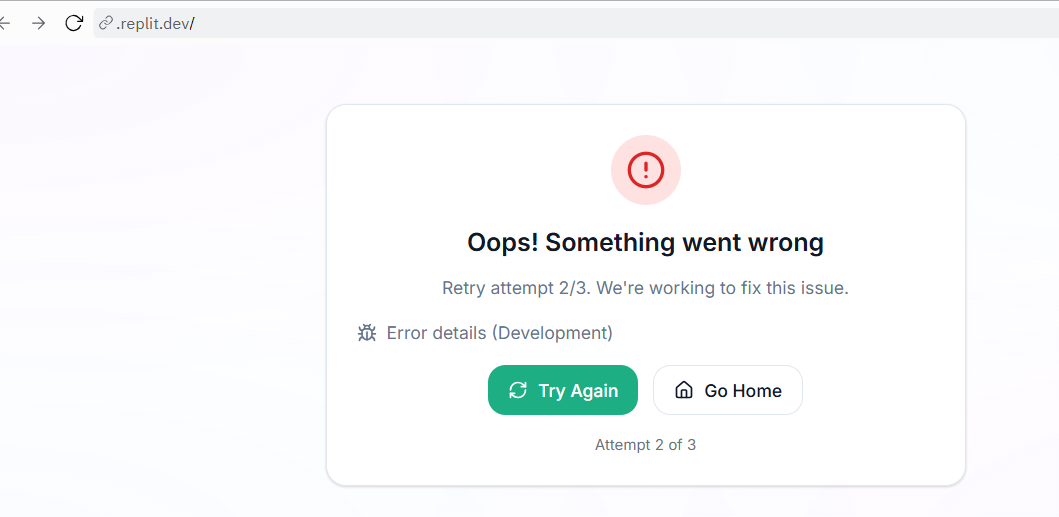 .replit.dev/
Oops! Something went wrong
Retry attempt 2/3. We're working to fix this issue.
Error details (Development)
Try Again
Go Home
Attempt 2 of 3